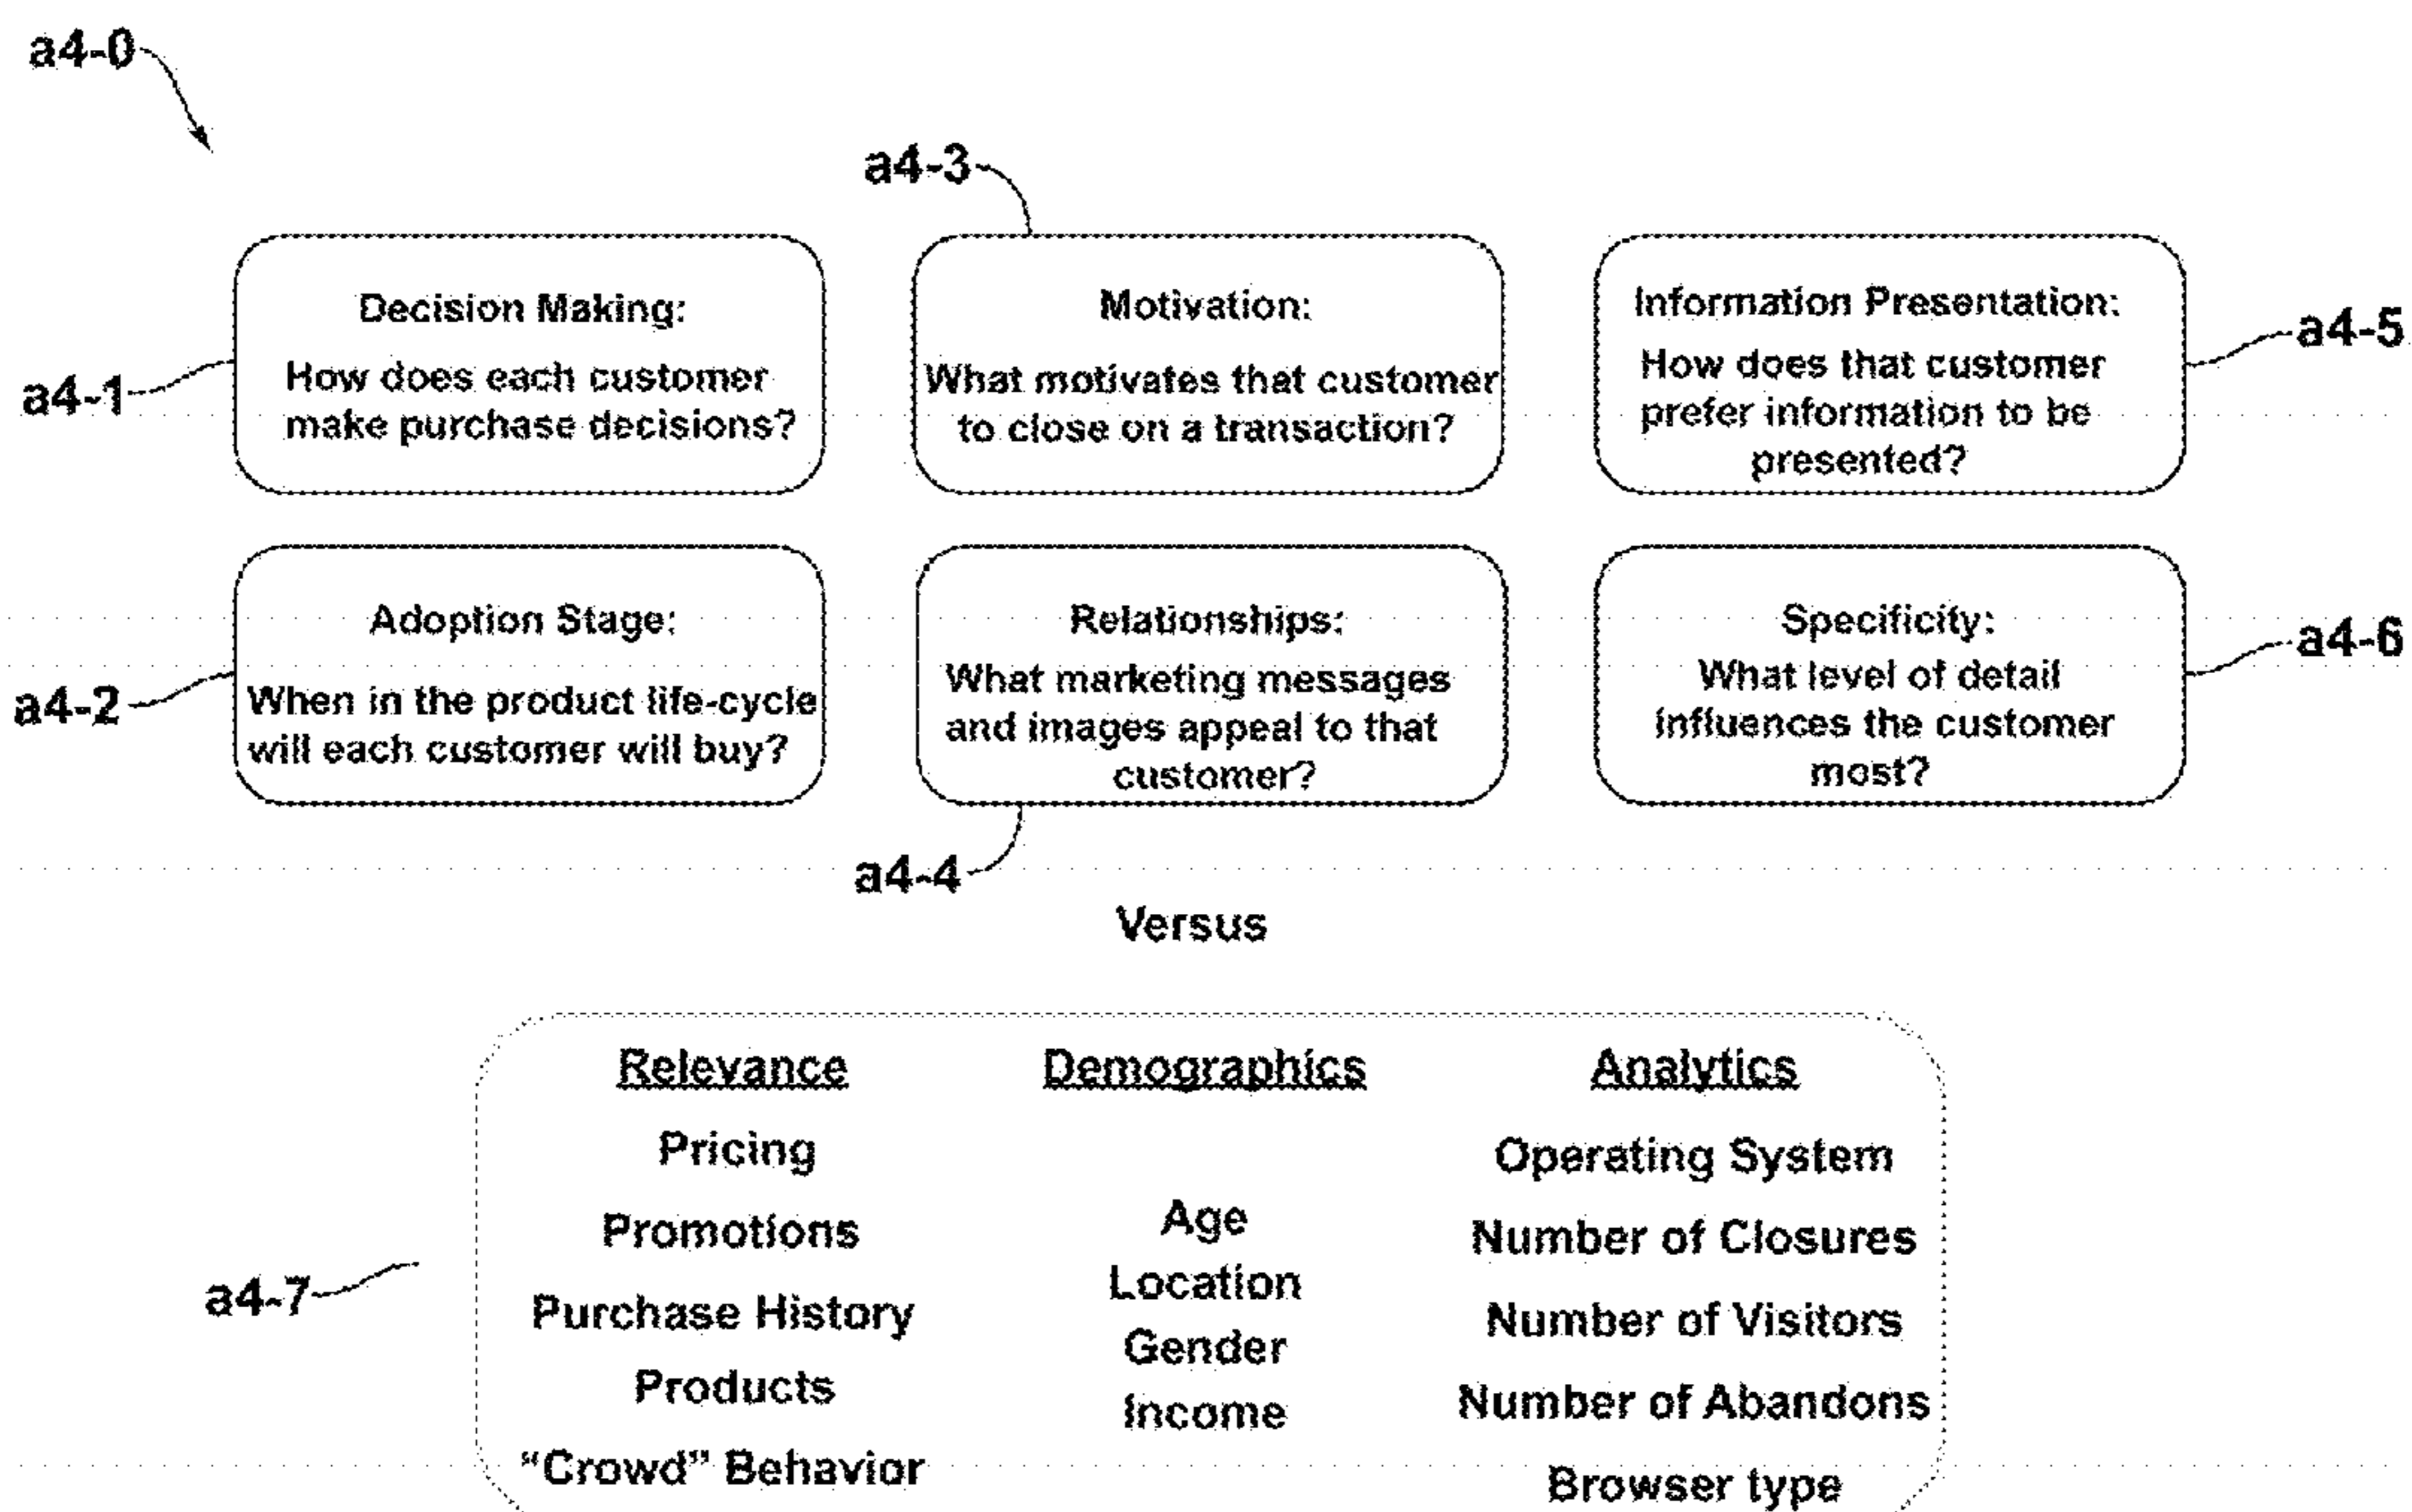 a4-0
a4-3
Decision Making:
How does each customer
make purchase decisions?
a4-1
Motivation:
What motivates that customer
to close on a transaction?
Information Presentation:
How does that customer
prefer information to be
presented?
a4-5
Adoption Stage:
When in the product life-cycle
will each customer will buy?
a4-2
Relationships:
What marketing messages
and images appeal to that
customer?
a4-4
Specificity:
What level of detail
influences the customer
most?
a4-6
Versus
a4-7
Relevance
Pricing
Promotions
Purchase History
Products
“Crowd” Behavior
Demographics
Age
Location
Gender
Income
Analytics
Operating System
Number of Closures
Number of Visitors
Number of Abandons
Browser type